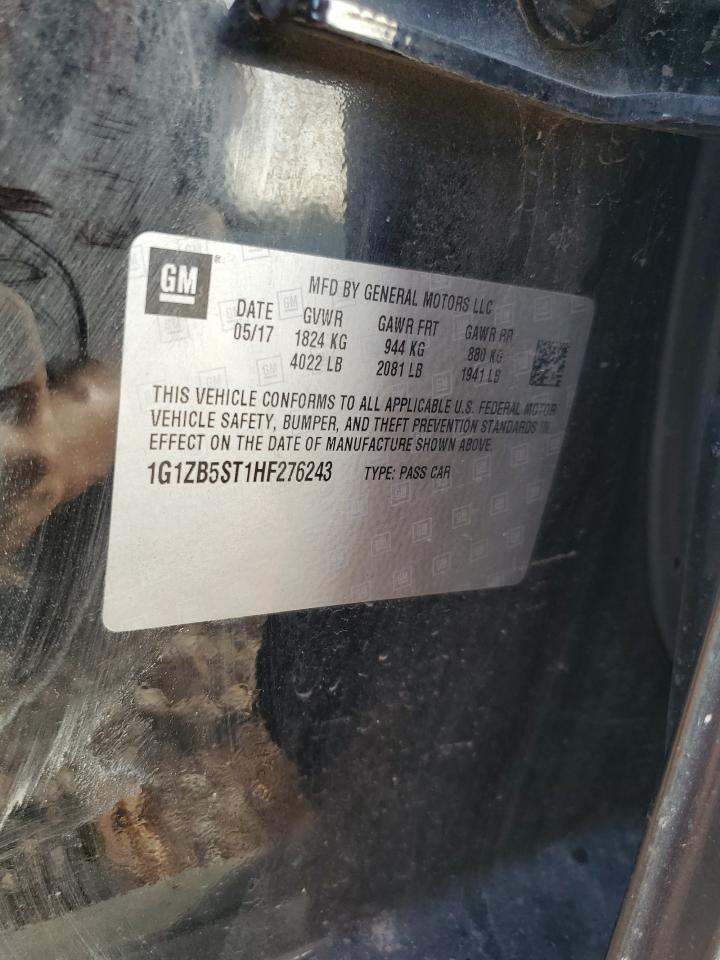 GM
MFD BY GENERAL MOTORS LLC
DATE GVWR GAWR FRT GAWR RR
05/17 1824 KG 944 KG 880 KG
4022 LB 2081 LB 1941 LB
THIS VEHICLE CONFORMS TO ALL APPLICABLE U.S. FEDERAL MOTOR
VEHICLE SAFETY, BUMPER, AND THEFT PREVENTION STANDARDS IN
EFFECT ON THE DATE OF MANUFACTURE SHOWN ABOVE.
1G1ZB5ST1HF276243 TYPE: PASS CAR